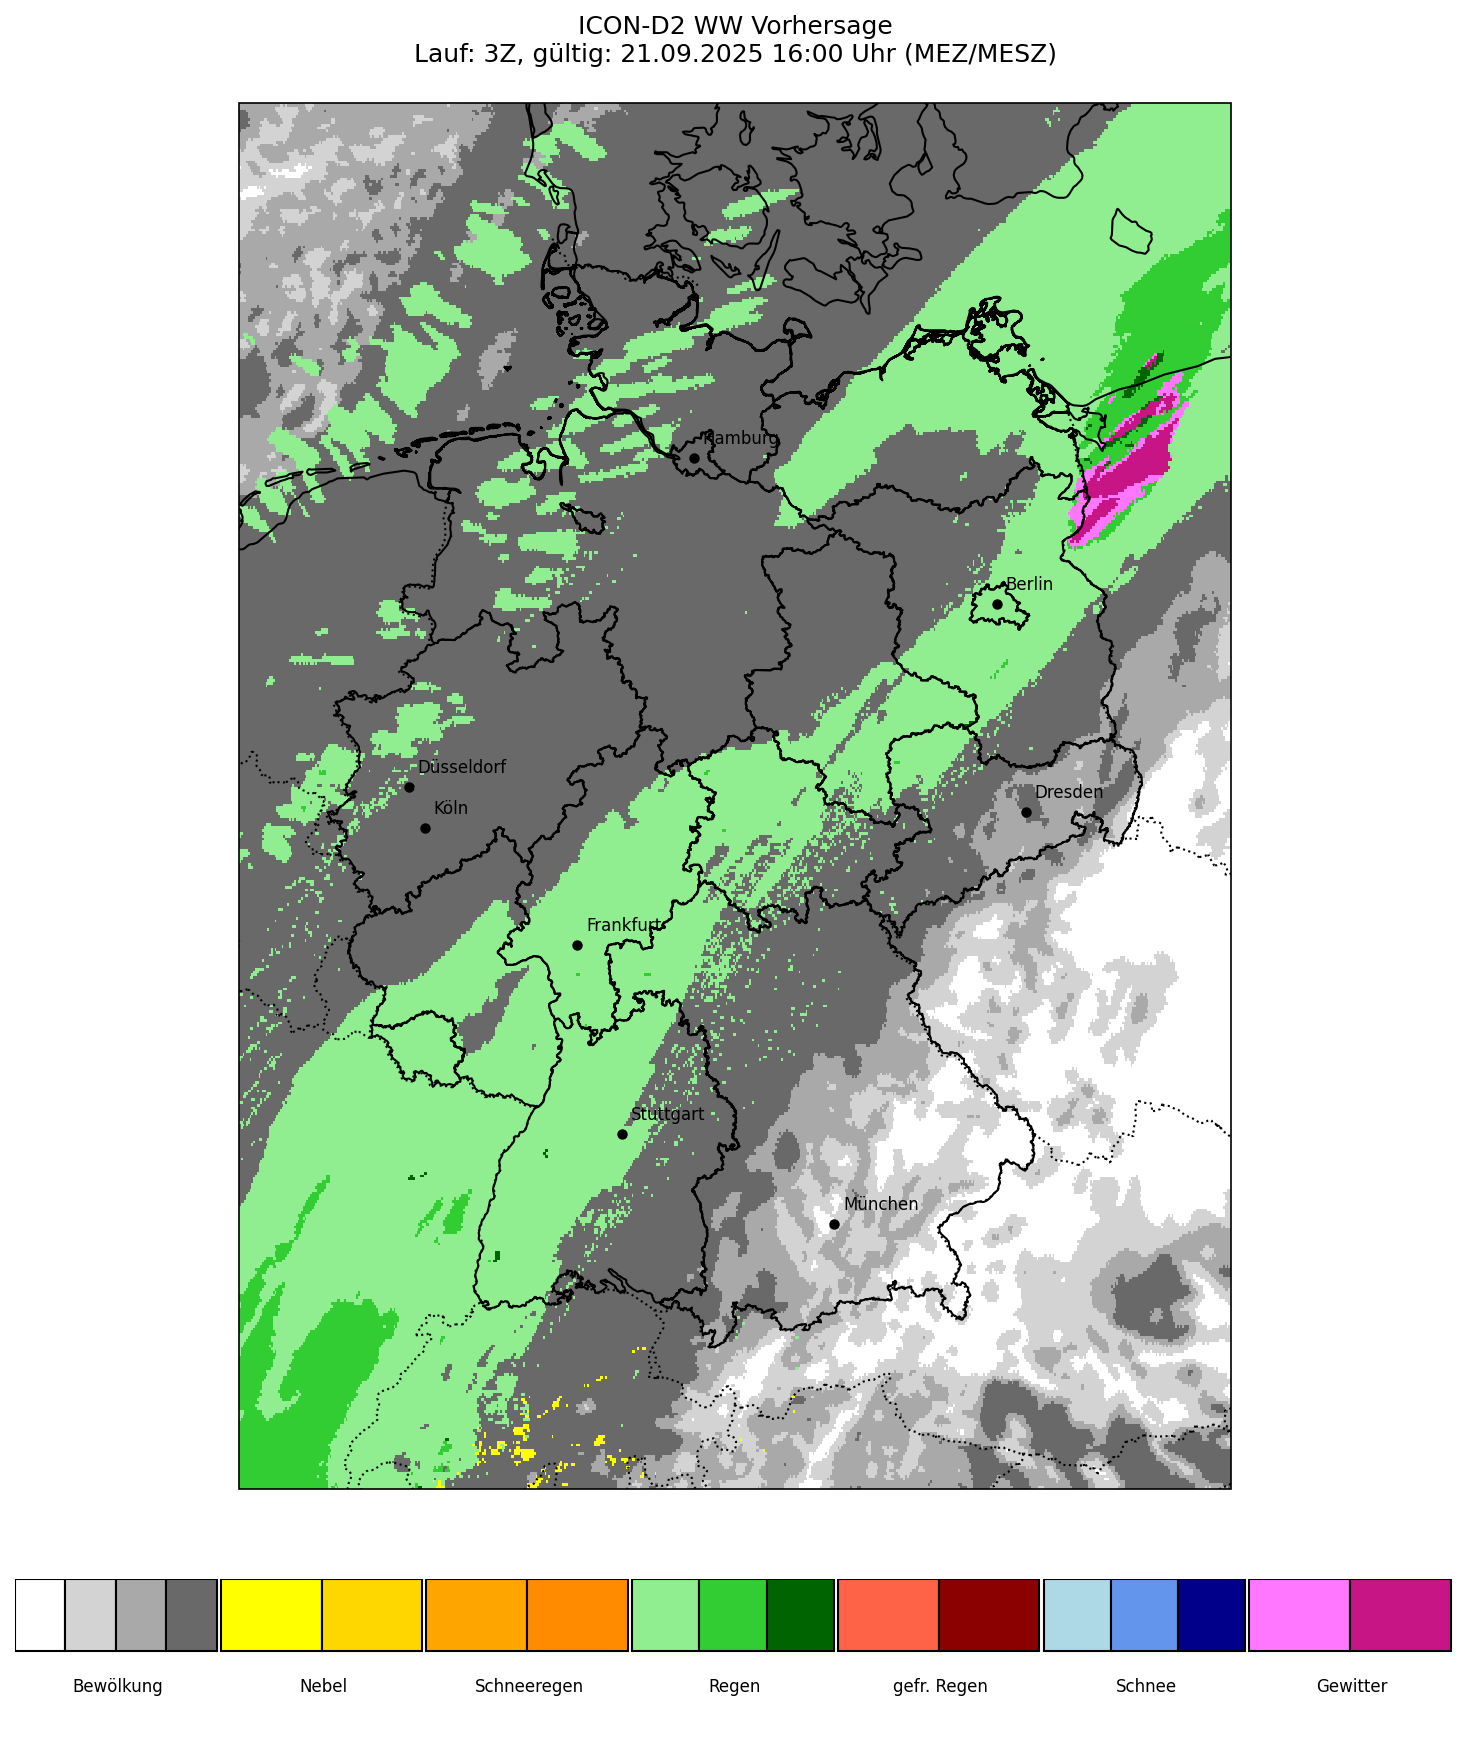 ICON-D2 WW Vorhersage
Lauf: 3Z, gültig: 21.09.2025 16:00 Uhr (MEZ/MESZ)
Hamburg
Berlin
Düsseldorf
Dresden
Köln
Frankfurt
Stuttgart
München
Bewölkung
Nebel
Schneeregen
Regen
gefr. Regen
Schnee
Gewitter